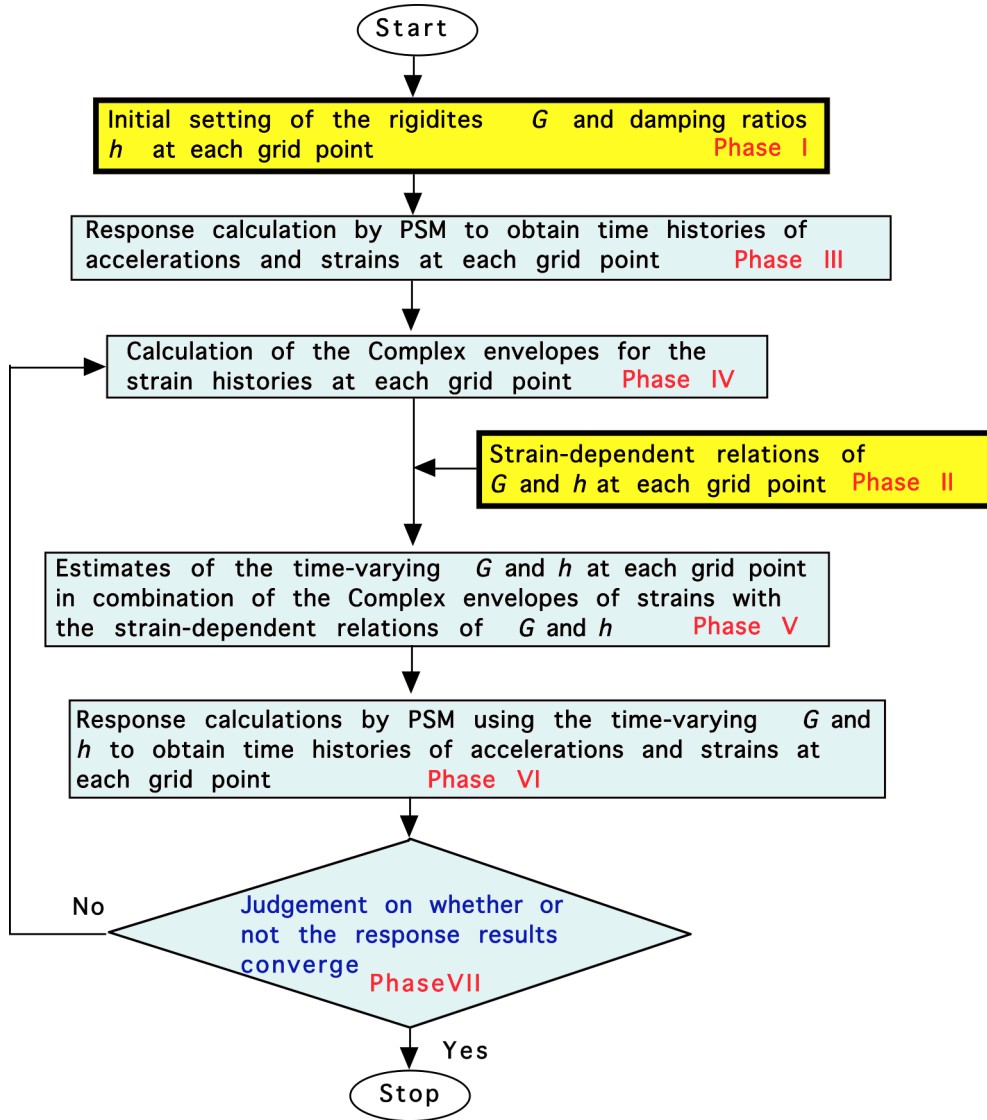 Start
Initial setting of the rigidites G and damping ratios
h at each grid point Phase I
Response calculation by PSM to obtain time histories of
accelerations and strains at each grid point Phase III
Calculation of the Complex envelopes for the
strain histories at each grid point Phase IV
Strain-dependent relations of
G and h at each grid point Phase II
Estimates of the time-varying G and h at each grid point
in combination of the Complex envelopes of strains with
the strain-dependent relations of G and h Phase V
Response calculations by PSM using the time-varying G and
h to obtain time histories of accelerations and strains at
each grid point Phase VI
No
Judgement on whether or
not the response results
converge
PhaseVII
Yes
Stop